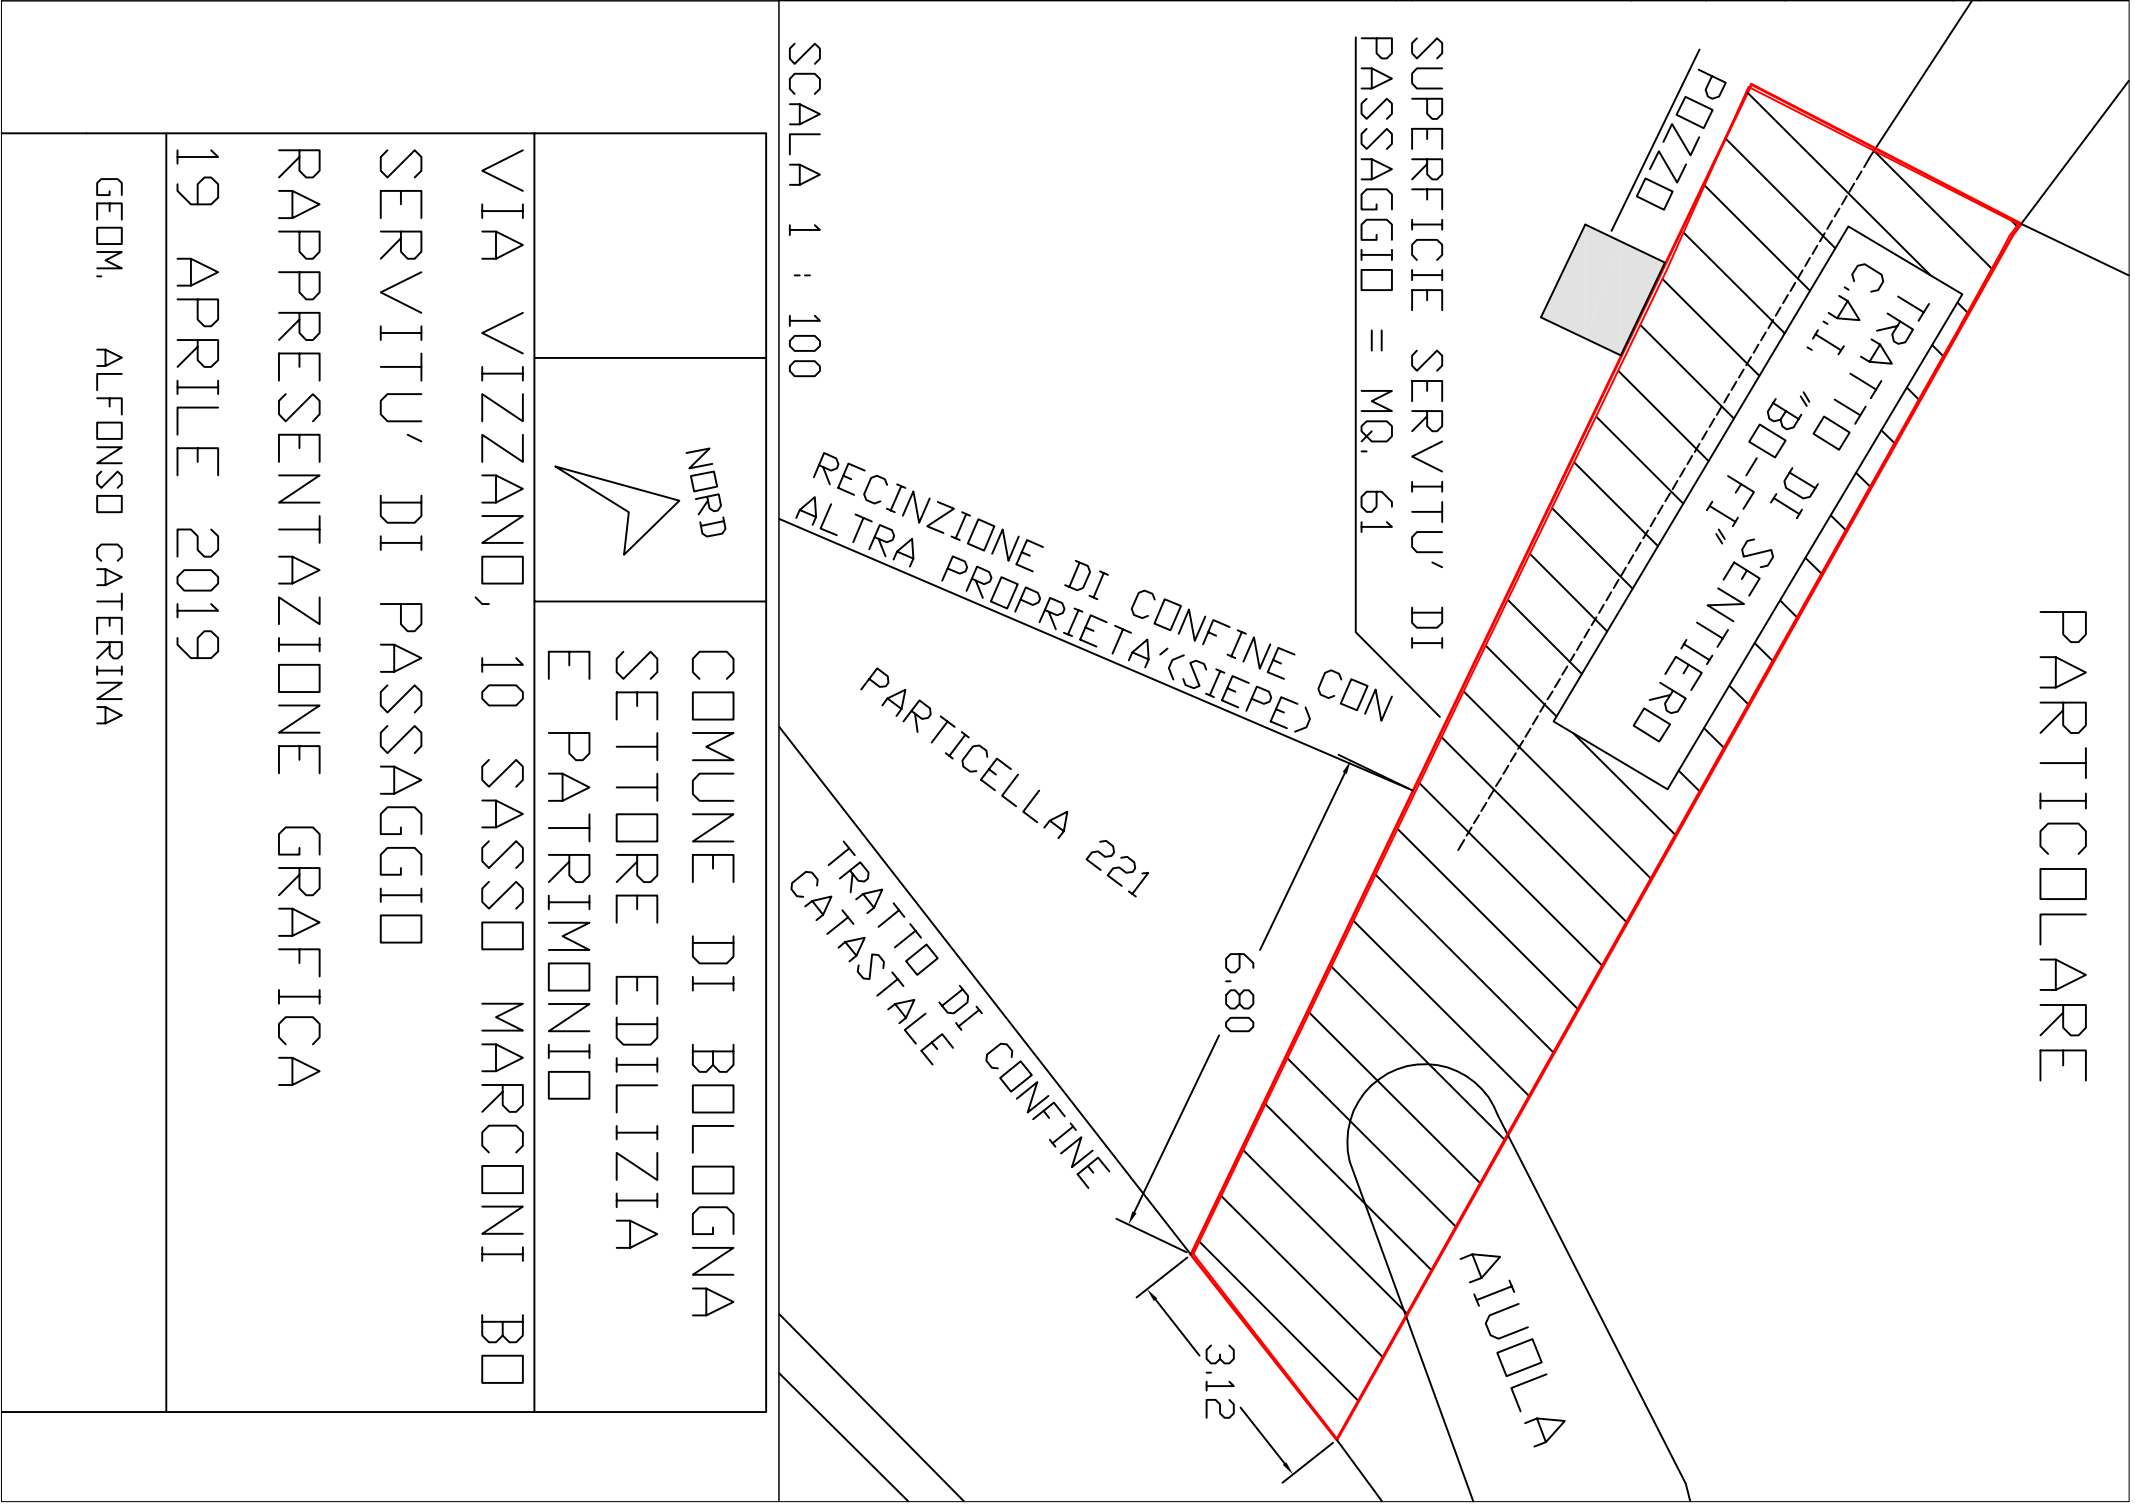 PARTICOLARE
TRATTO DI SENTIERO
C.A.I. "BO-FI"
POZZO
SUPERFICIE SERVITU' DI
PASSAGGIO = MQ. 61
AIUOLA
RECINZIONE DI CONFINE CON
ALTRA PROPRIETA'(SIEPE)
6.80
3.12
PARTICELLA 221
TRATTO DI CONFINE
CATASTALE
SCALA 1 : 100
NORD
COMUNE DI BOLOGNA
SETTORE EDILIZIA
E PATRIMONIO
VIA VIZZANO, 10 SASSO MARCONI BO
SERVITU' DI PASSAGGIO
RAPPRESENTAZIONE GRAFICA
19 APRILE 2019
GEOM. ALFONSO CATERINA